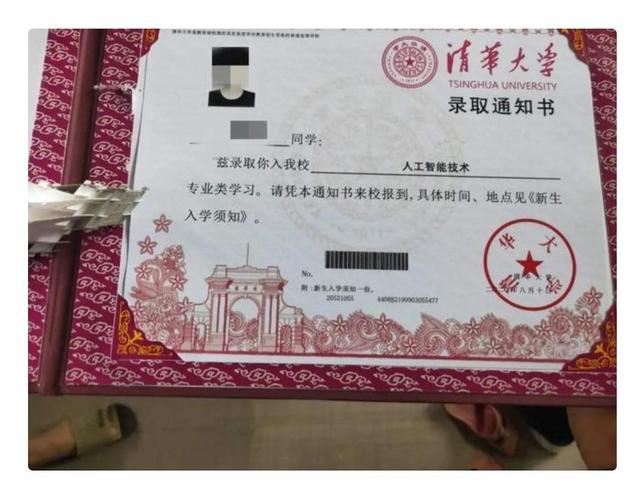 清华大学
TSINGHUA UNIVERSITY
录取通知书
同学：
兹录取你入我校 人工智能技术
专业类学习。请凭本通知书来校报到，具体时间、地点见《新生
入学须知》。
No.
附：新生入学须知一份。
20521055